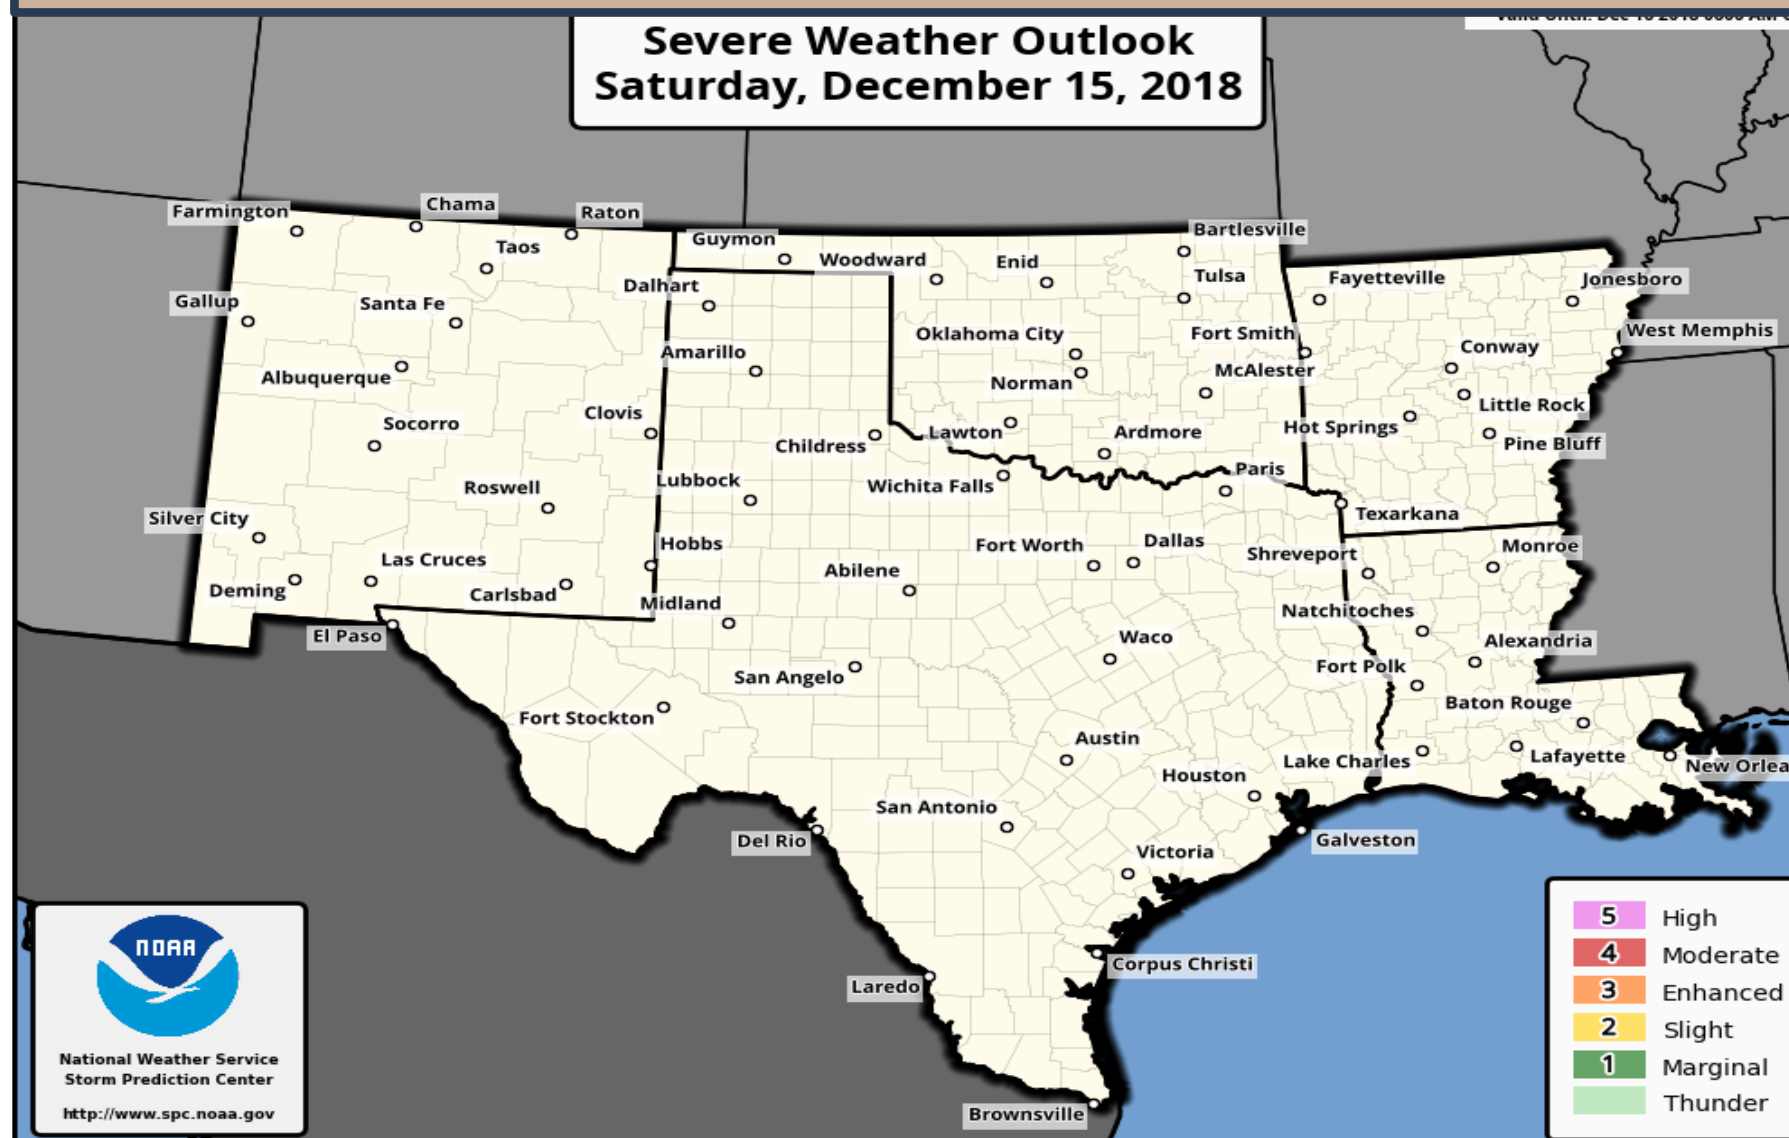 Severe Weather Outlook
Saturday, December 15, 2018
Farmington
Chama
Raton
Taos
Guymon
Woodward
Enid
Bartlesville
Tulsa
Fayetteville
Jonesboro
Gallup
Santa Fe
Dalhart
Oklahoma City
Fort Smith
West Memphis
Albuquerque
Amarillo
Norman
McAlester
Conway
Little Rock
Socorro
Clovis
Childress
Lawton
Ardmore
Hot Springs
Pine Bluff
Roswell
Lubbock
Wichita Falls
Paris
Texarkana
Silver City
Las Cruces
Hobbs
Fort Worth
Dallas
Shreveport
Monroe
Deming
Carlsbad
Midland
Abilene
Natchitoches
El Paso
San Angelo
Waco
Alexandria
Fort Polk
Fort Stockton
Austin
Baton Rouge
Houston
Lake Charles
Lafayette
New Orlea
San Antonio
Del Rio
Victoria
Galveston
Laredo
Corpus Christi
Brownsville
NOAA
National Weather Service
Storm Prediction Center
http://www.spc.noaa.gov
5 High
4 Moderate
3 Enhanced
2 Slight
1 Marginal
Thunder